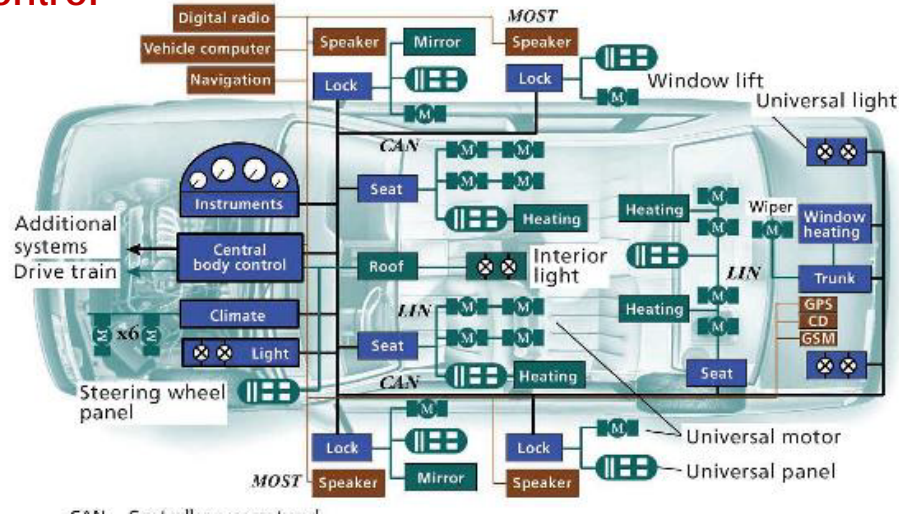 Digital radio
MOST
Vehicle computer
Speaker
Mirror
Speaker
Navigation
Lock
Lock
Window lift
M
M
Universal light
CAN
M
M
Seat
M
M
Instruments
Heating
Heating
M
Wiper
M
M
Window
heating
Additional
systems
Drive train
Central
body control
Roof
Interior
light
LIN
Trunk
Climate
LIN
M
M
M
GPS
Heating
CD
M
x6
M
Seat
M
M
M
GSM
Light
CAN
Heating
Seat
Steering wheel
panel
M
M
Universal motor
Lock
Lock
Universal panel
MOST
Speaker
Mirror
Speaker